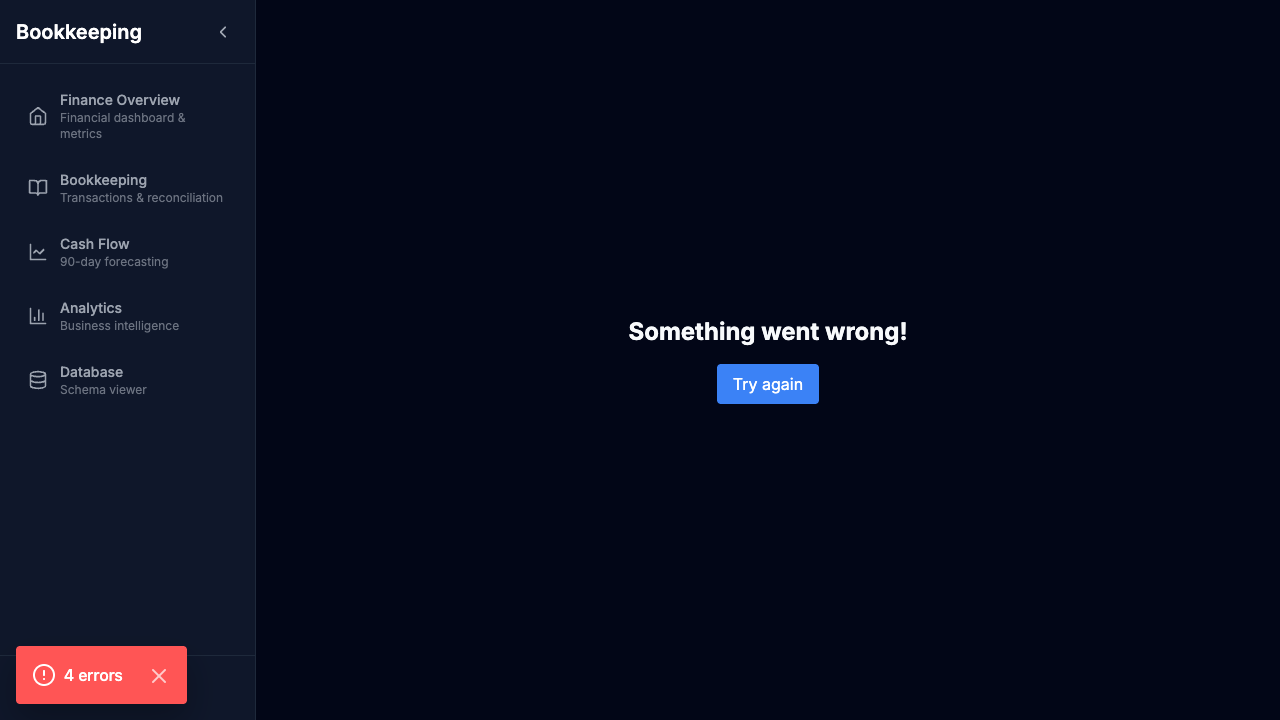 Bookkeeping
Finance Overview
Financial dashboard &
metrics
Bookkeeping
Transactions & reconciliation
Cash Flow
90-day forecasting
Analytics
Business intelligence
Database
Schema viewer
Something went wrong!
Try again
4 errors